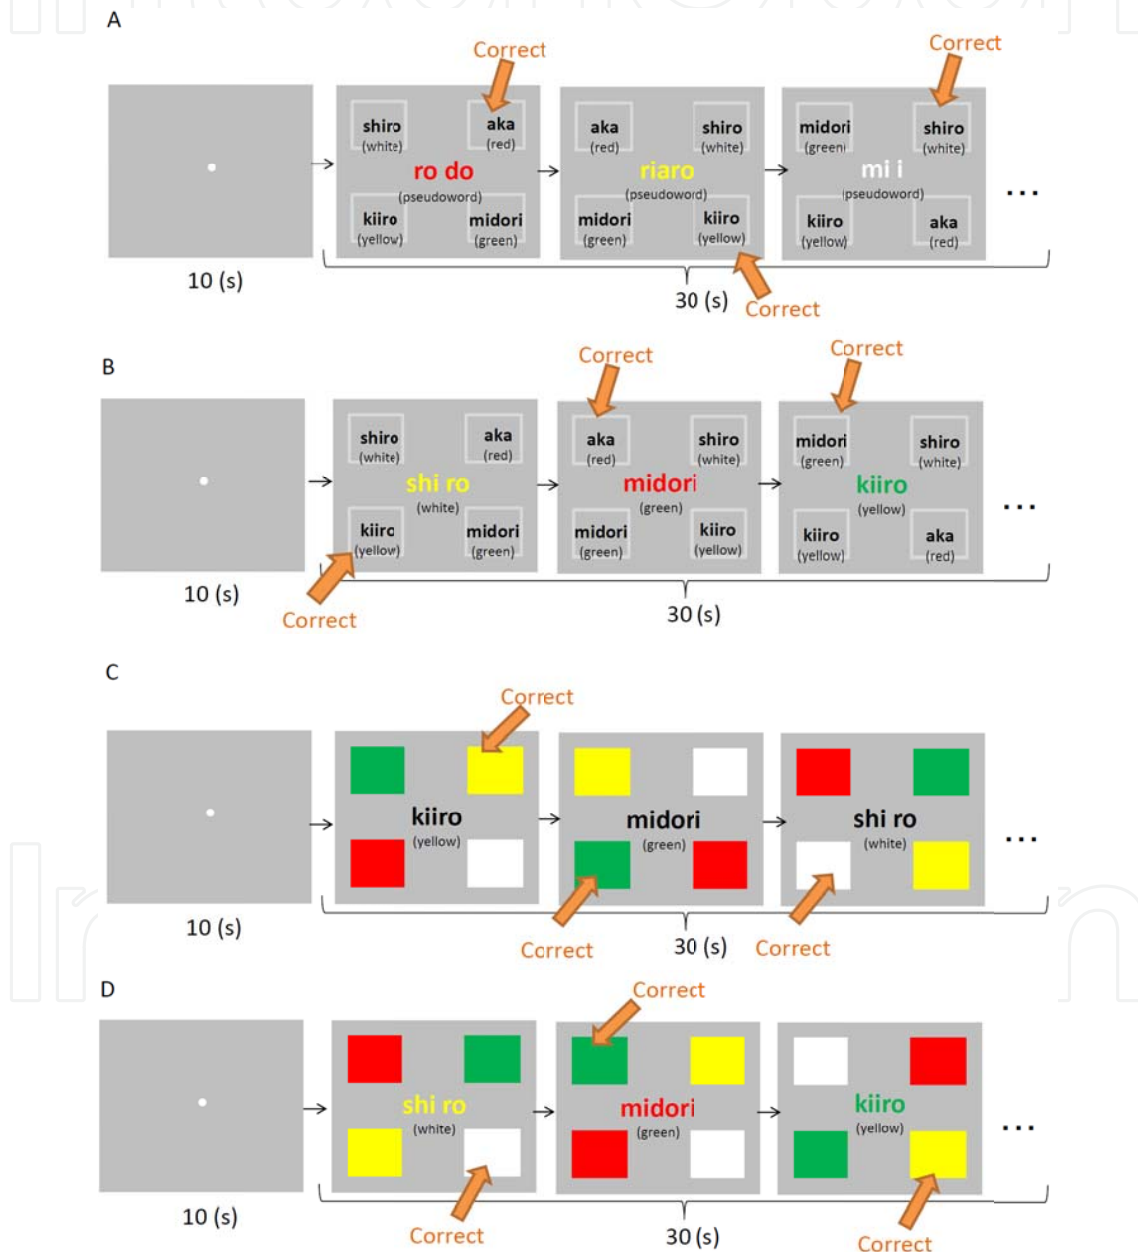 A
Correct
Correct
shiro
(white)
aka
(red)
ro do
(pseudoword)
kiiro
(yellow)
midori
(green)
aka
(red)
shiro
(white)
riaro
(pseudoword)
midori
(green)
kiiro
(yellow)
midori
(green)
shiro
(white)
mi i
(pseudoword)
kiiro
(yellow)
aka
(red)
...
10 (s)
30 (s)
Correct
B
Correct
Correct
shiro
(white)
aka
(red)
shi ro
(white)
kiiro
(yellow)
midori
(green)
aka
(red)
shiro
(white)
midori
(green)
midori
(green)
kiiro
(yellow)
midori
(green)
shiro
(white)
kiiro
(yellow)
kiiro
(yellow)
aka
(red)
...
10 (s)
30 (s)
Correct
C
Correct
kiiro
(yellow)
midori
(green)
shi ro
(white)
...
10 (s)
Correct
30 (s)
Correct
D
Correct
shi ro
(white)
midori
(green)
kiiro
(yellow)
...
10 (s)
Correct
30 (s)
Correct